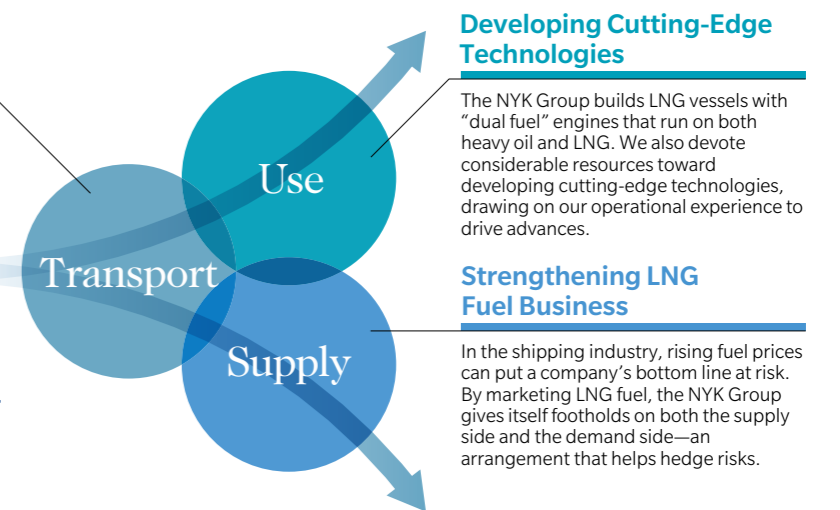 Developing Cutting-Edge
Technologies
The NYK Group builds LNG vessels with
“dual fuel” engines that run on both
heavy oil and LNG. We also devote
considerable resources toward
developing cutting-edge technologies,
drawing on our operational experience to
drive advances.
Use
Transport
Supply
Strengthening LNG
Fuel Business
In the shipping industry, rising fuel prices
can put a company’s bottom line at risk.
By marketing LNG fuel, the NYK Group
gives itself footholds on both the supply
side and the demand side—an
arrangement that helps hedge risks.